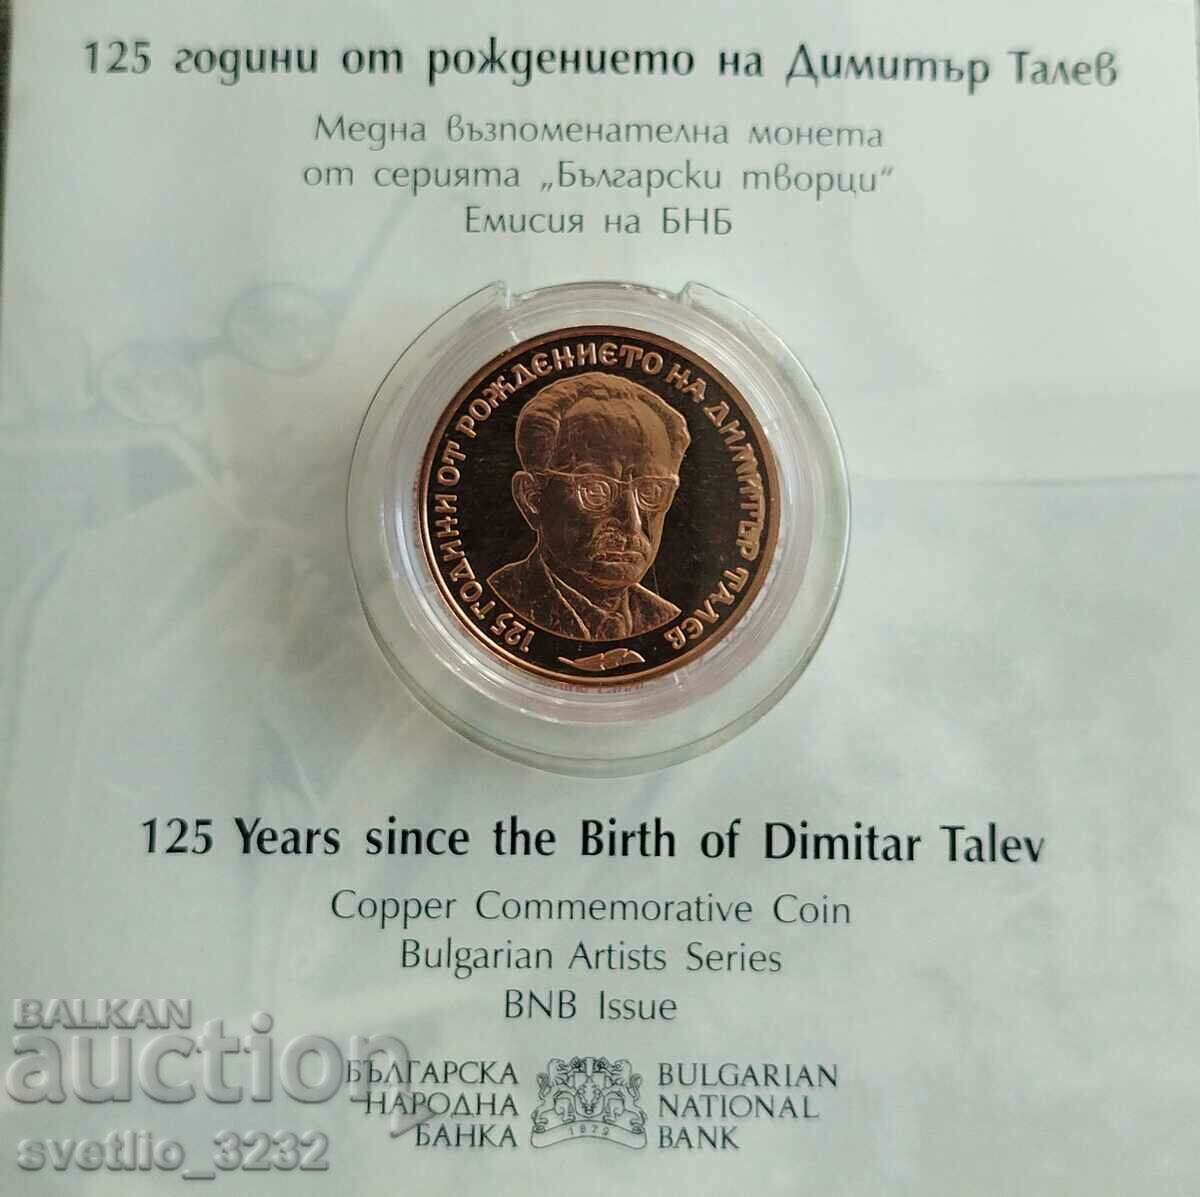 125 години от рождението на Димитър Талев
Медна възпоменателна монета
от серията „Български творци“
Емисия на БНБ
125 ГОДИНИ ОТ РОЖДЕНИЕТО НА ДИМИТЪР ТАЛЕВ
125 Years since the Birth of Dimitar Talev
Copper Commemorative Coin
Bulgarian Artists Series
BNB Issue
БЪЛГАРСКА
НАРОДНА
БАНКА
1879
BULGARIAN
NATIONAL
BANK
BALKAN
auction
svetlio_3232